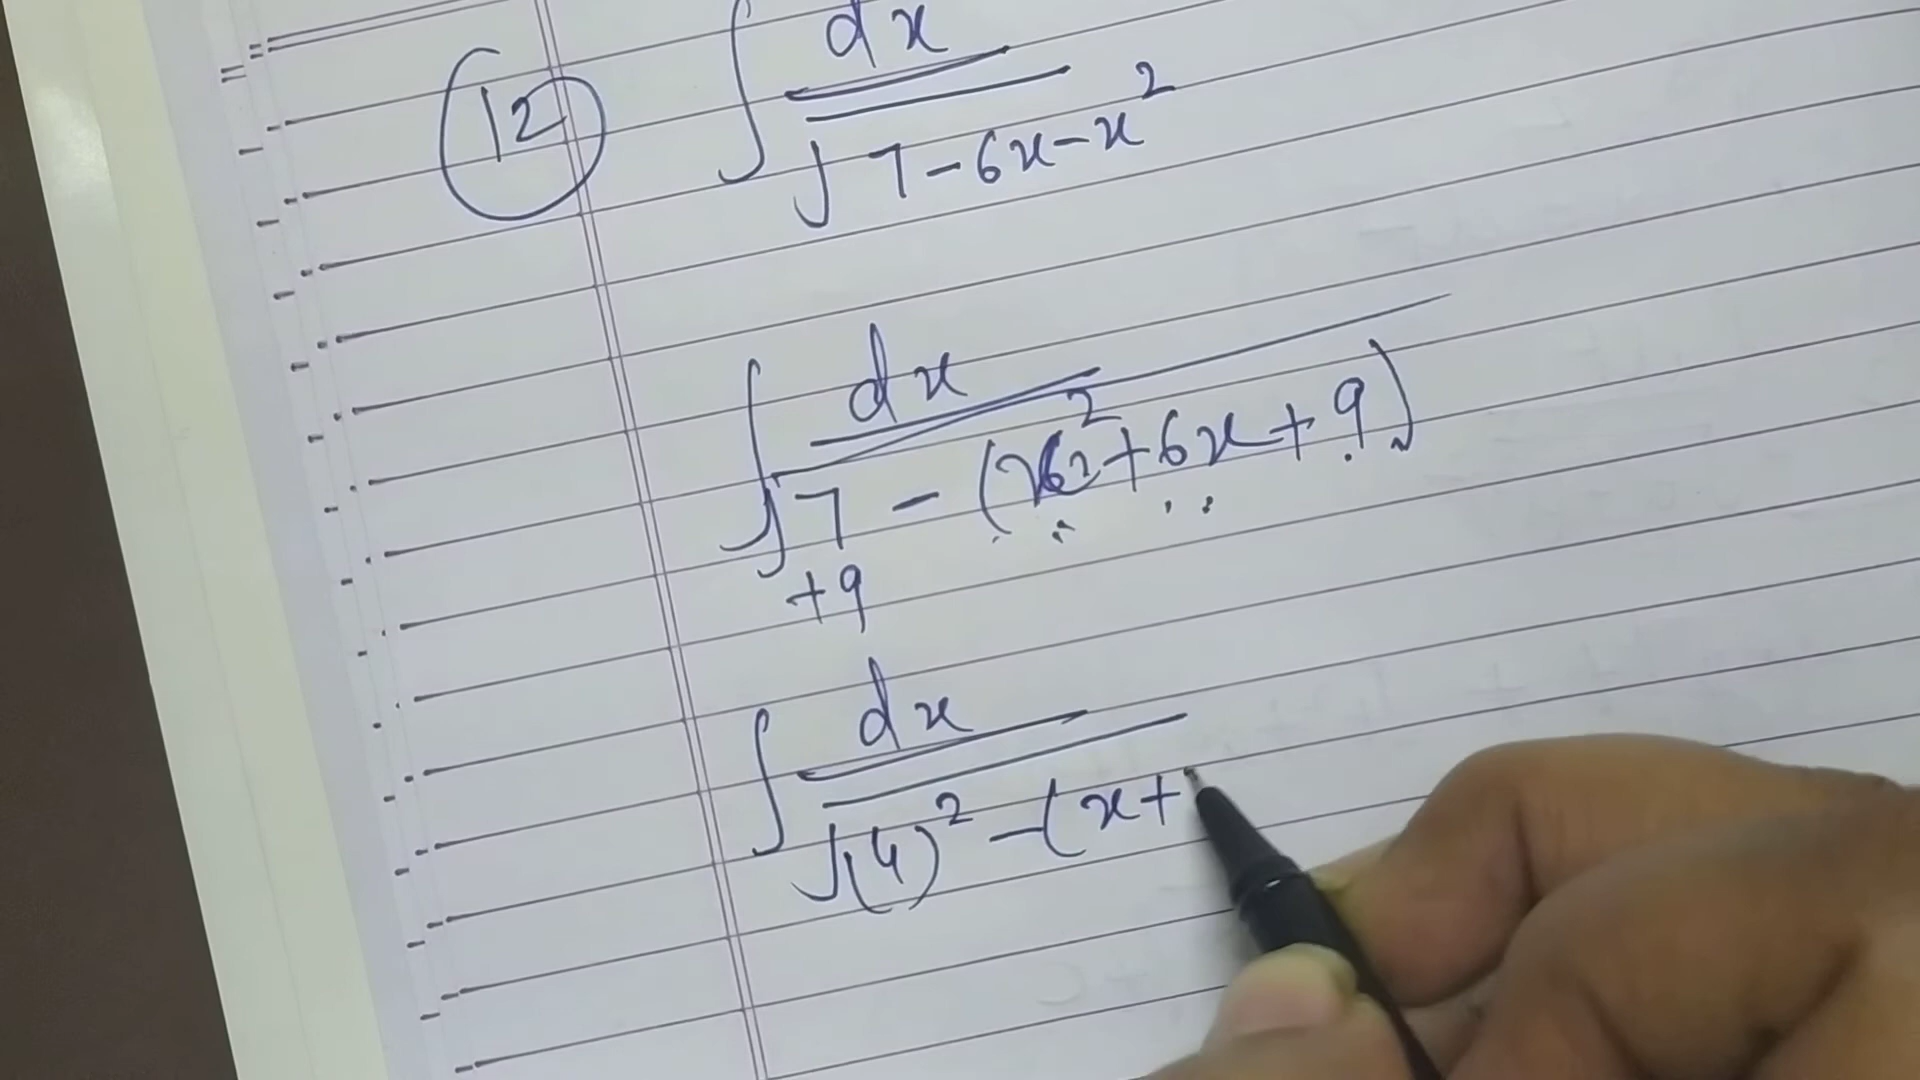 (12) ∫ dx / √7-6x-x²
∫ dx / √7 - (x² + 6x + 9)
+9
∫ dx / √(4)² - (x+